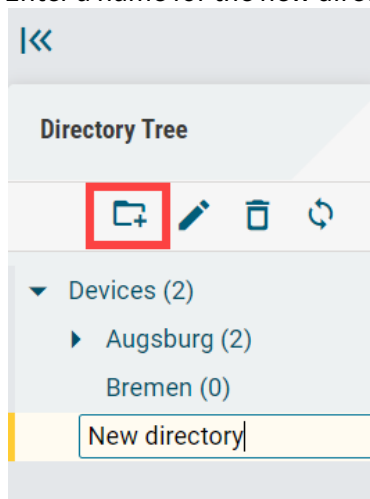 Directory Tree
Devices (2)
Augsburg (2)
Bremen (0)
New directory